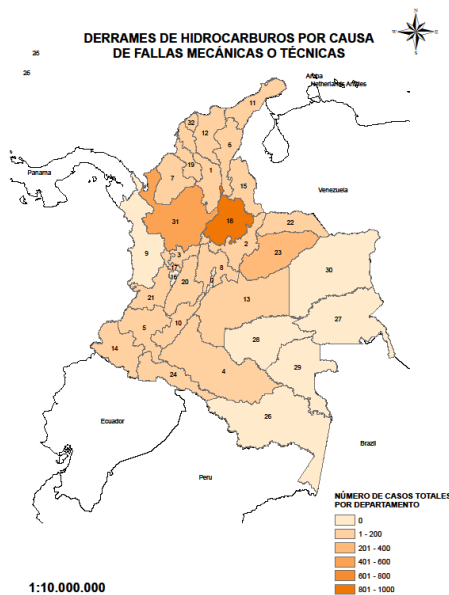 DERRAMES DE HIDROCARBUROS POR CAUSA
DE FALLAS MECÁNICAS O TÉCNICAS
N
W
E
S
25
26
Aruba
Netherlands Antilles
11
32
12
6
Panama
7
19
1
15
Venezuela
31
18
22
2
9
3
23
17
16
8
30
20
21
13
27
10
5
28
14
29
24
4
26
Ecuador
Brazil
Peru
NÚMERO DE CASOS TOTALES
POR DEPARTAMENTO
0
1 - 200
201 - 400
401 - 600
601 - 800
801 - 1000
1:10.000.000